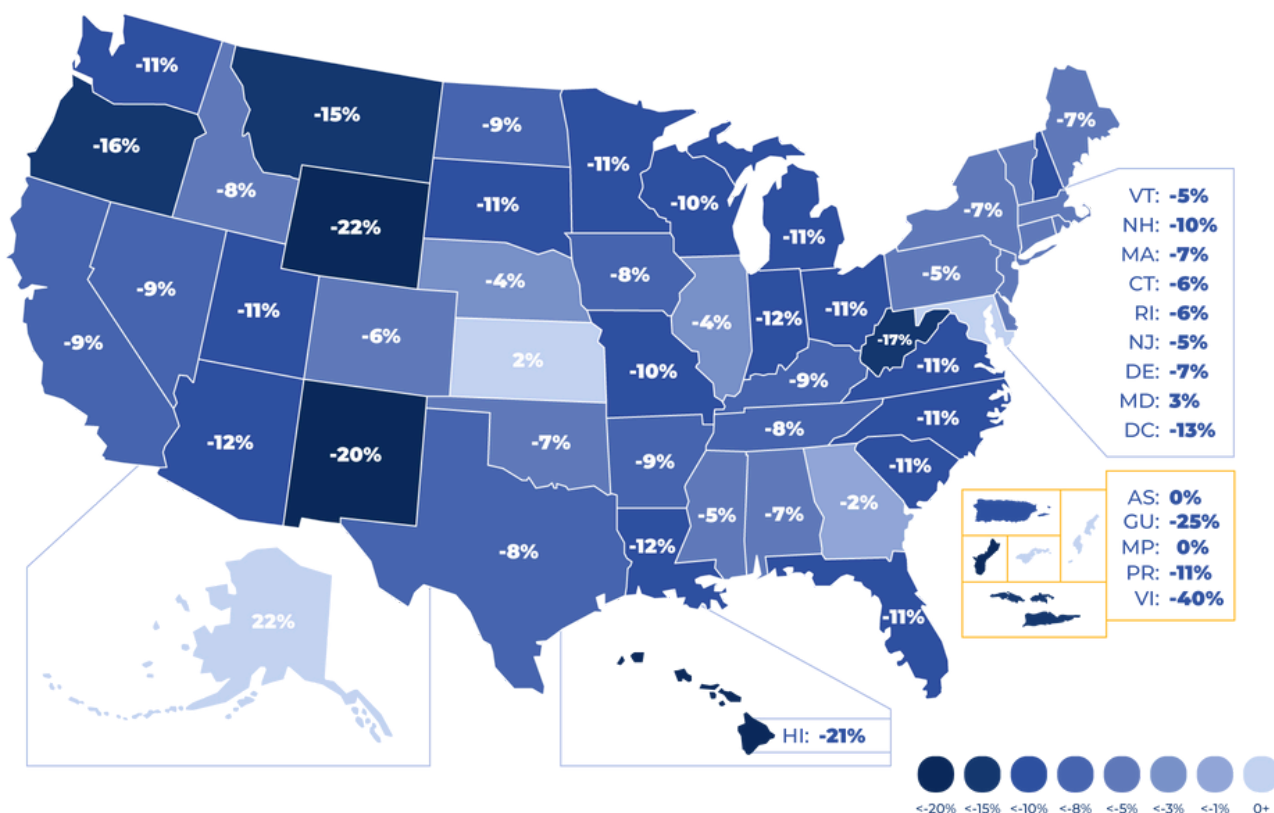 -11%
-15%
-9%
-7%
-16%
-11%
-8%
-11%
-10%
-7%
-22%
-11%
VT: -5%
NH: -10%
MA: -7%
CT: -6%
RI: -6%
NJ: -5%
DE: -7%
MD: 3%
DC: -13%
-9%
-9%
-11%
-4%
-8%
-5%
-6%
2%
-4%
-12%
-11%
-17%
-10%
-9%
-11%
-12%
-20%
-7%
-9%
-8%
-11%
-11%
-8%
-12%
-5%
-7%
-2%
-11%
AS: 0%
GU: -25%
MP: 0%
PR: -11%
VI: -40%
22%
HI: -21%
<-20% <-15% <-10% <-8% <-5% <-3% <-1% 0+